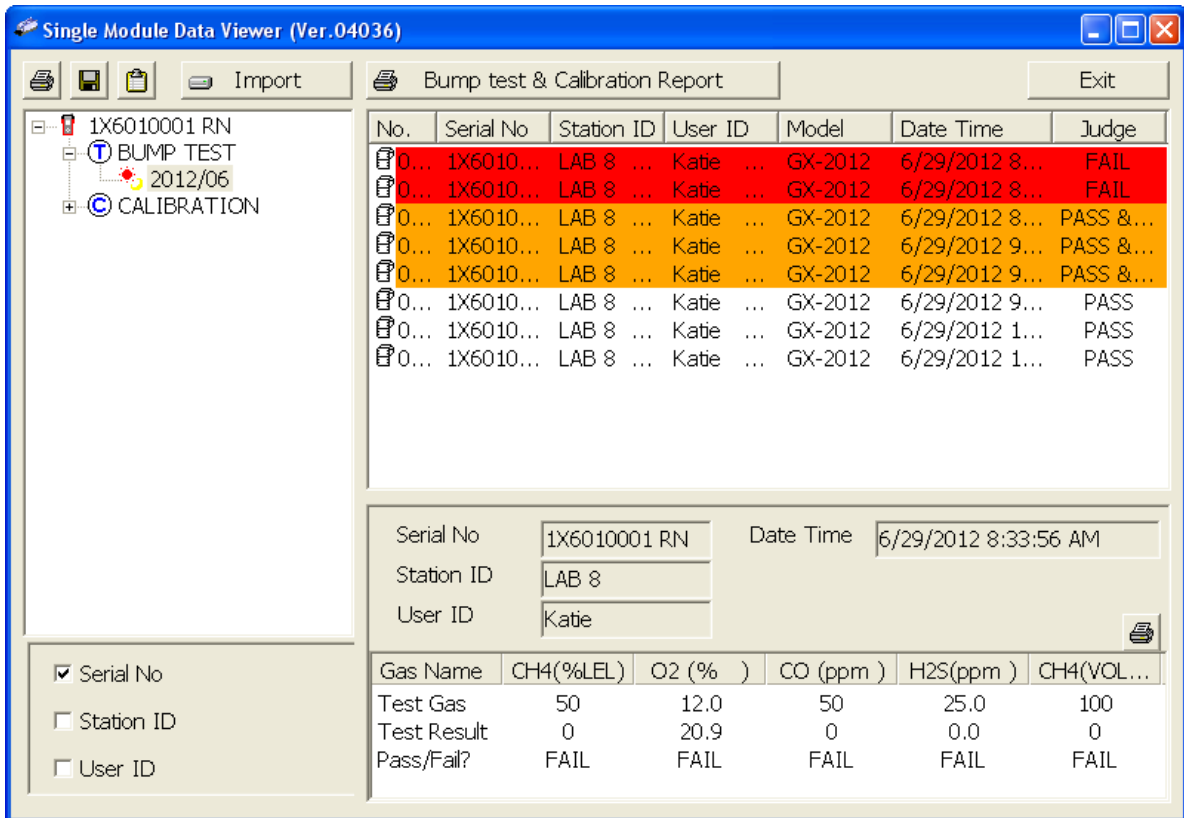 Single Module Data Viewer (Ver.04036)
Import
Bump test & Calibration Report
Exit
1X6010001 RN
T BUMP TEST
2012/06
C CALIBRATION
No. Serial No Station ID User ID Model Date Time Judge
0... 1X6010... LAB 8 ... Katie ... GX-2012 6/29/2012 8... FAIL
0... 1X6010... LAB 8 ... Katie ... GX-2012 6/29/2012 8... FAIL
0... 1X6010... LAB 8 ... Katie ... GX-2012 6/29/2012 8... PASS &...
0... 1X6010... LAB 8 ... Katie ... GX-2012 6/29/2012 9... PASS &...
0... 1X6010... LAB 8 ... Katie ... GX-2012 6/29/2012 9... PASS &...
0... 1X6010... LAB 8 ... Katie ... GX-2012 6/29/2012 9... PASS
0... 1X6010... LAB 8 ... Katie ... GX-2012 6/29/2012 1... PASS
0... 1X6010... LAB 8 ... Katie ... GX-2012 6/29/2012 1... PASS
Serial No 1X6010001 RN Date Time 6/29/2012 8:33:56 AM
Station ID LAB 8
User ID Katie
Gas Name CH4(%LEL) O2 (% ) CO (ppm ) H2S(ppm ) CH4(VOL...
Test Gas 50 12.0 50 25.0 100
Test Result 0 20.9 0 0.0 0
Pass/Fail? FAIL FAIL FAIL FAIL FAIL
Serial No
Station ID
User ID